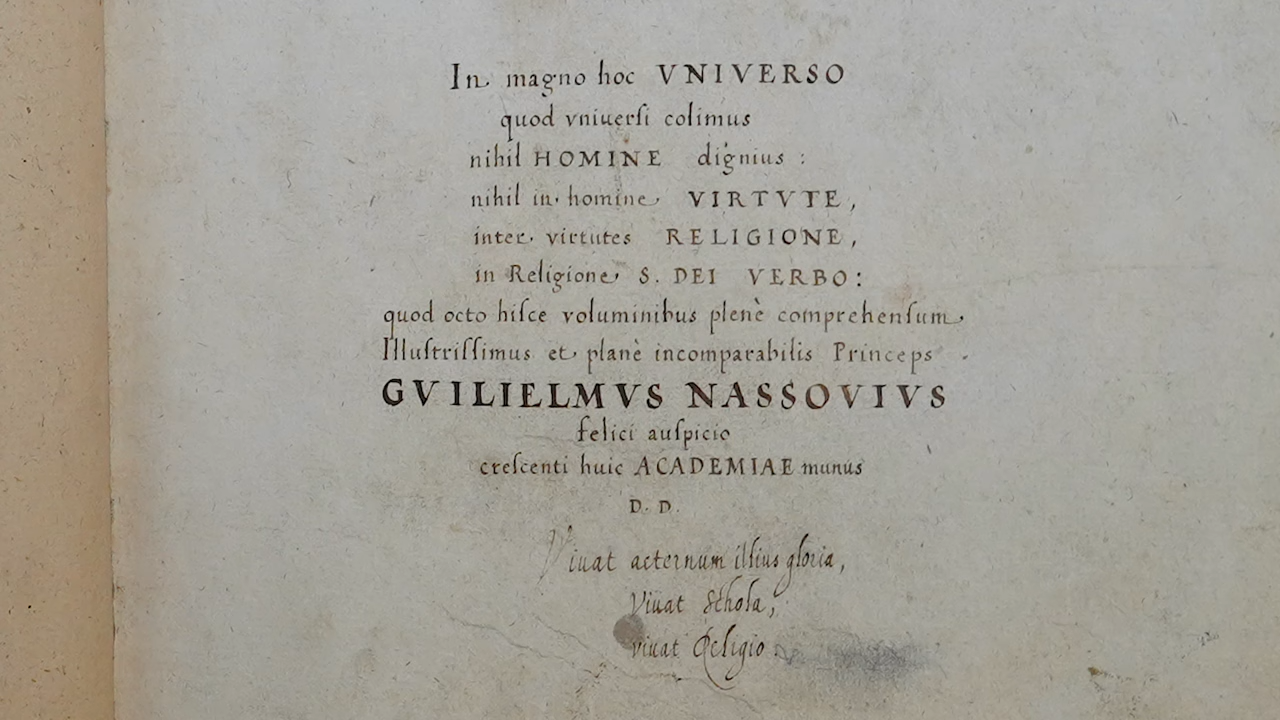 In magno hoc VNIVERSO
quod vniuerſi colimus
nihil HOMINE dignius :
nihil in homine VIRTVTE,
inter virtutes RELIGIONE,
in Religione S. DEI VERBO:
quod octo hiſce voluminibus plenè comprehenſum
Illuſtriſſimus et planè incomparabilis Princeps
GVILIELMVS NASSOVIVS
felici auſpicio
creſcenti huic ACADEMIAE munus
D. D.
Viuat aeternum illius gloria,
Viuat Schola,
viuat Religio.